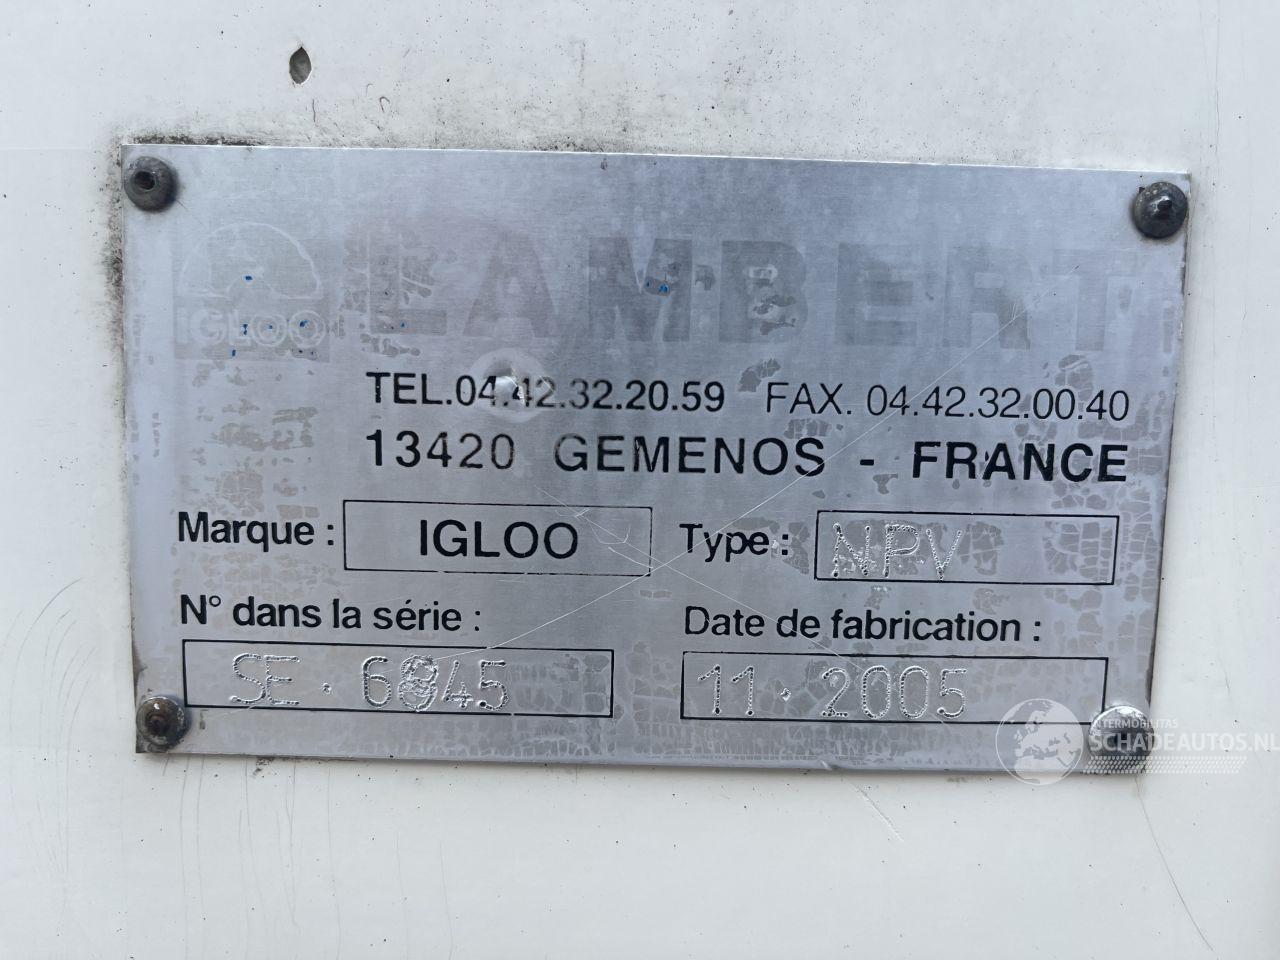 LAMBERT
IGLOO
TEL.04.42.32.20.59 FAX. 04.42.32.00.40
13420 GEMENOS - FRANCE
Marque : IGLOO Type : NPV
N° dans la série : Date de fabrication :
SE. 6845 11. 2005
SCHADEAUTOS.NL